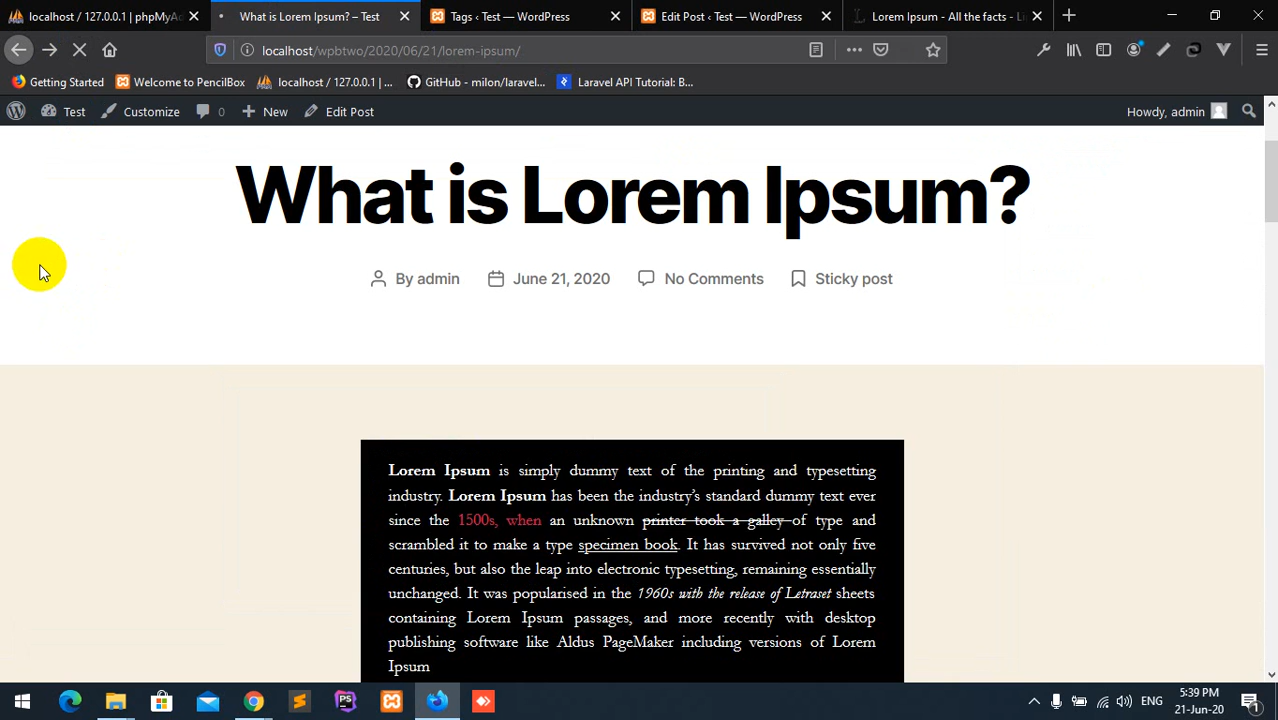 localhost / 127.0.0.1 | phpMyAd
What is Lorem Ipsum? – Test
Tags ‹ Test — WordPress
Edit Post ‹ Test — WordPress
Lorem Ipsum - All the facts - Li
localhost/wpbtwo/2020/06/21/lorem-ipsum/
Getting Started
Welcome to PencilBox
localhost / 127.0.0.1 | ...
GitHub - milon/laravel...
Laravel API Tutorial: B...
Test
Customize
0
New
Edit Post
Howdy, admin
What is Lorem Ipsum?
By admin
June 21, 2020
No Comments
Sticky post
Lorem Ipsum is simply dummy text of the printing and typesetting
industry. Lorem Ipsum has been the industry’s standard dummy text ever
since the 1500s, when an unknown printer took a galley of type and
scrambled it to make a type specimen book. It has survived not only five
centuries, but also the leap into electronic typesetting, remaining essentially
unchanged. It was popularised in the 1960s with the release of Letraset sheets
containing Lorem Ipsum passages, and more recently with desktop
publishing software like Aldus PageMaker including versions of Lorem
Ipsum
ENG
5:39 PM
21-Jun-20
1